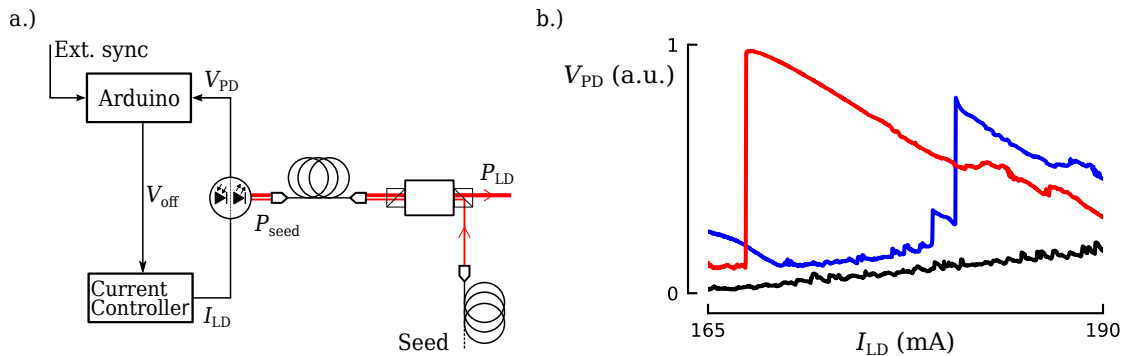 a.)
Ext. sync
V_PD
Arduino
V_off
P_seed
P_LD
Current
Controller
I_LD
Seed
b.)
1
V_PD (a.u.)
0
165
I_LD (mA)
190